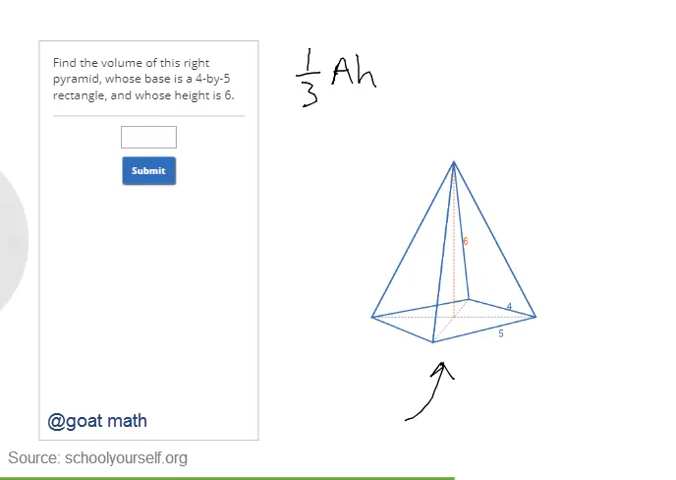 Find the volume of this right
pyramid, whose base is a 4-by-5
rectangle, and whose height is 6.
Submit
1/3 Ah
6
4
5
@goat math
Source: schoolyourself.org